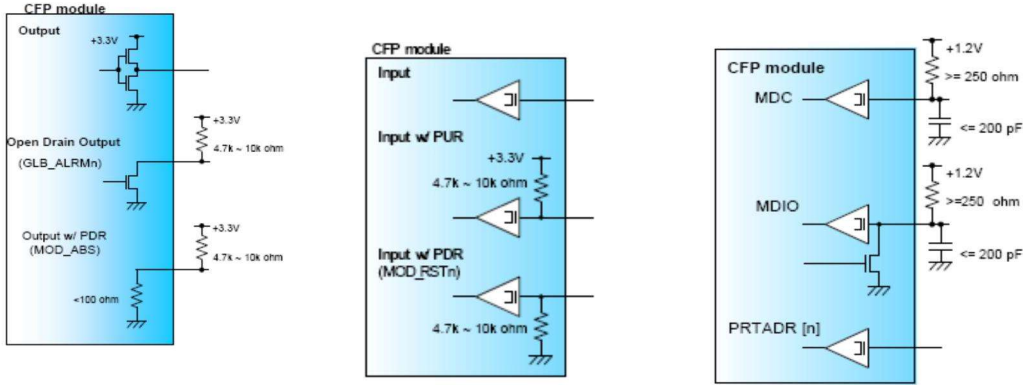 CFP module
Output
+3.3V
+3.3V
4.7k ~ 10k ohm
Open Drain Output
(GLB_ALRMn)
Output w/ PDR
(MOD_ABS)
+3.3V
4.7k ~ 10k ohm
<100 ohm
CFP module
Input
Input w/ PUR
+3.3V
4.7k ~ 10k ohm
Input w/ PDR
(MOD_RSTn)
4.7k ~ 10k ohm
CFP module
+1.2V
>= 250 ohm
MDC
<= 200 pF
+1.2V
>=250 ohm
MDIO
<= 200 pF
PRTADR [n]